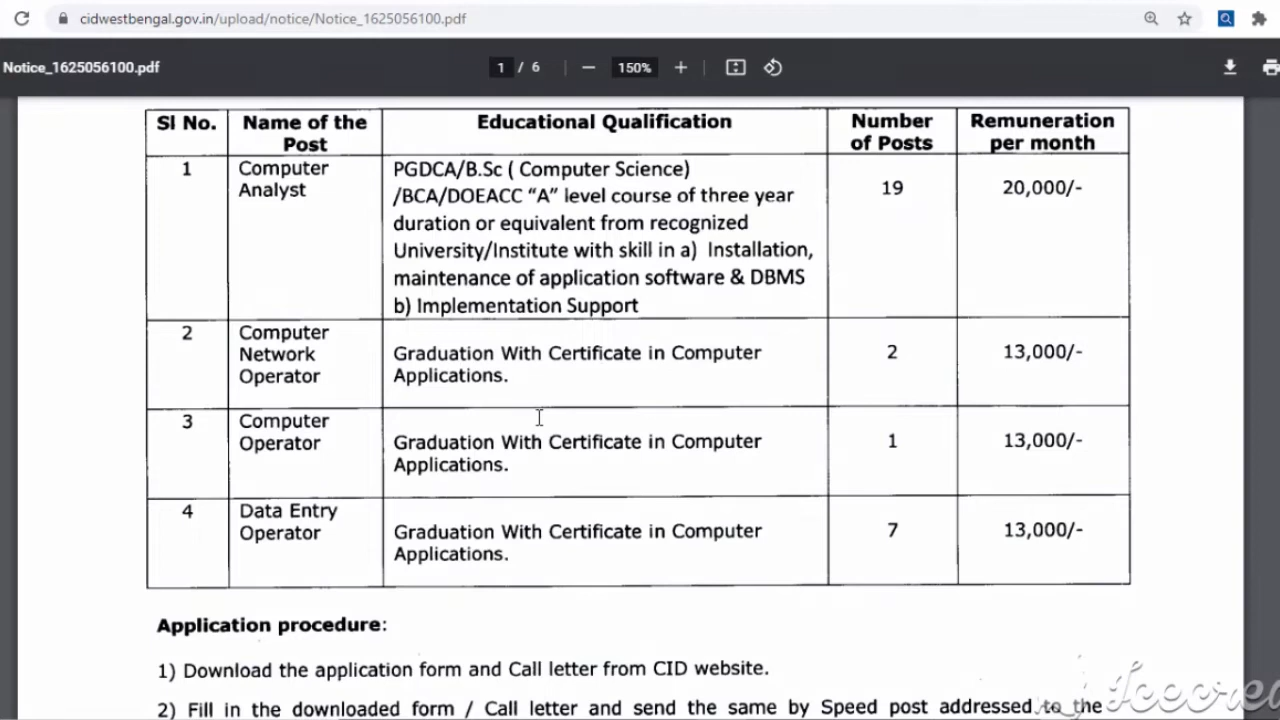 cidwestbengal.gov.in/upload/notice/Notice_1625056100.pdf
Notice_1625056100.pdf 1 / 6 150%
Sl No. Name of the Post Educational Qualification Number of Posts Remuneration per month
1 Computer Analyst PGDCA/B.Sc ( Computer Science)
/BCA/DOEACC “A” level course of three year
duration or equivalent from recognized
University/Institute with skill in a) Installation,
maintenance of application software & DBMS
b) Implementation Support 19 20,000/-
2 Computer Network Operator Graduation With Certificate in Computer
Applications. 2 13,000/-
3 Computer Operator Graduation With Certificate in Computer
Applications. 1 13,000/-
4 Data Entry Operator Graduation With Certificate in Computer
Applications. 7 13,000/-
Application procedure:
1) Download the application form and Call letter from CID website.
2) Fill in the downloaded form / Call letter and send the same by Speed post addressed to the